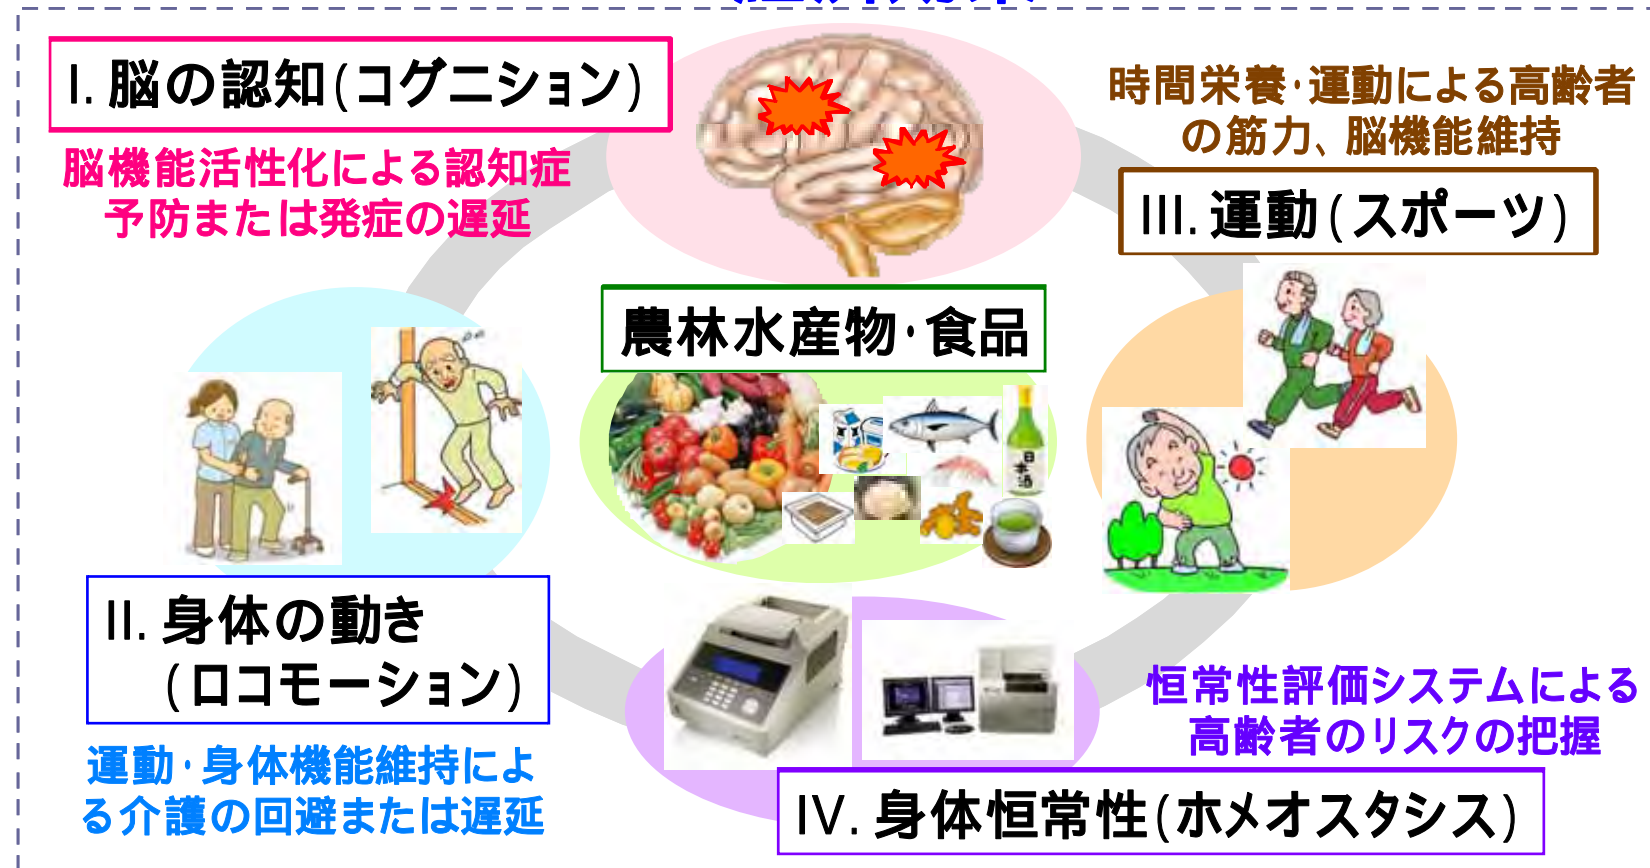 I. 脳の認知(コグニション)
脳機能活性化による認知症
予防または発症の遅延
時間栄養・運動による高齢者
の筋力、脳機能維持
III. 運動(スポーツ)
農林水産物・食品
日本酒
II. 身体の動き
(ロコモーション)
運動・身体機能維持によ
る介護の回避または遅延
恒常性評価システムによる
高齢者のリスクの把握
IV. 身体恒常性(ホメオスタシス)